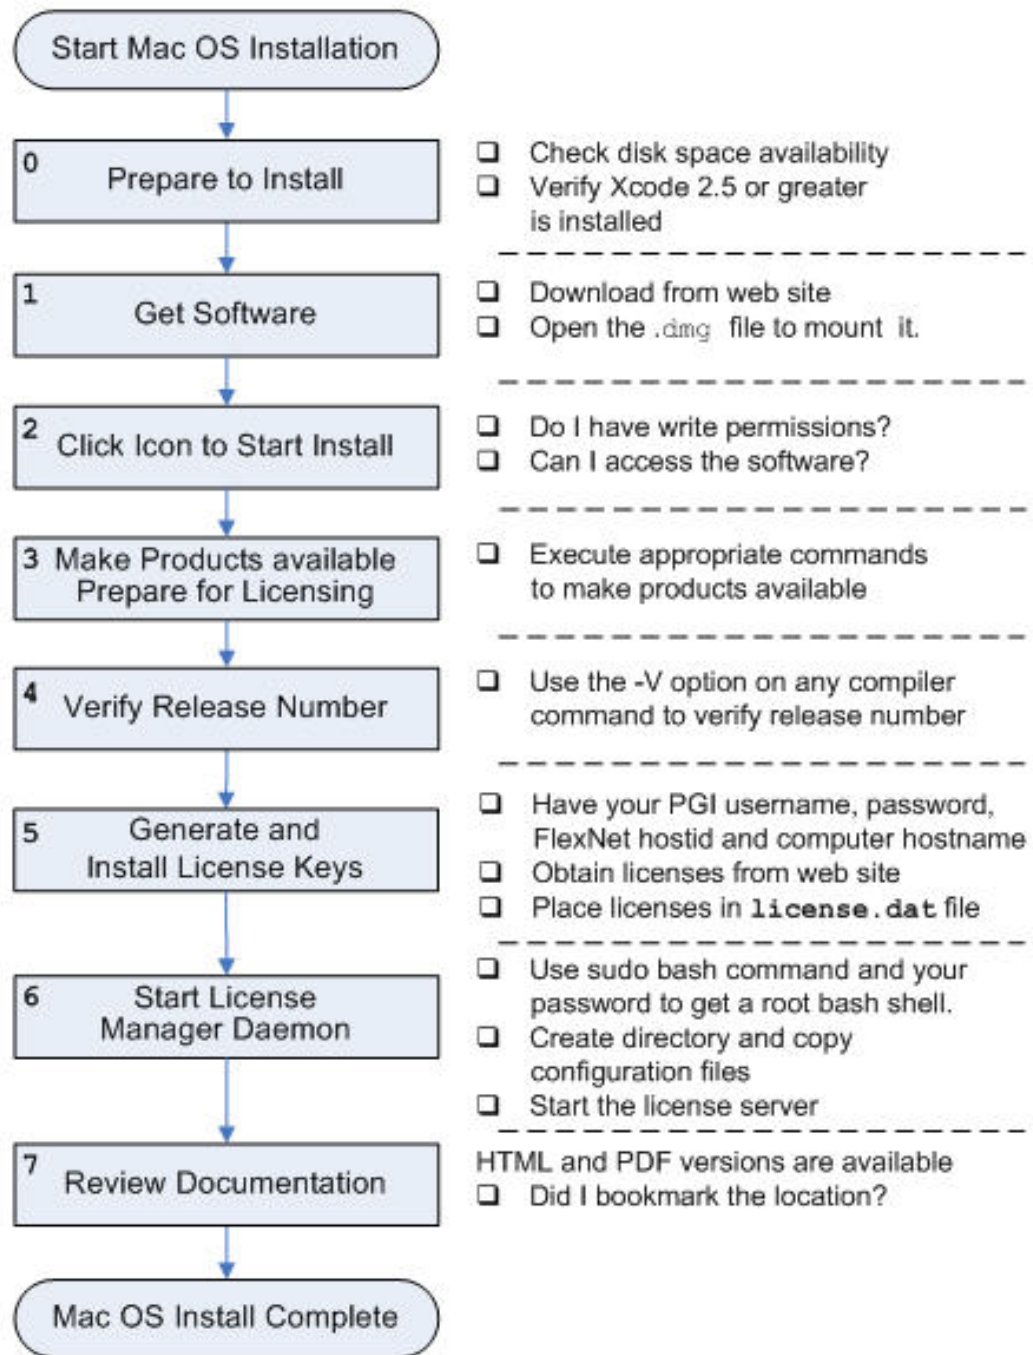 Start Mac OS Installation
0
Prepare to Install
❑ Check disk space availability
❑ Verify Xcode 2.5 or greater
is installed
1
Get Software
❑ Download from web site
❑ Open the .dmg file to mount it.
2
Click Icon to Start Install
❑ Do I have write permissions?
❑ Can I access the software?
3
Make Products available
Prepare for Licensing
❑ Execute appropriate commands
to make products available
4
Verify Release Number
❑ Use the -V option on any compiler
command to verify release number
5
Generate and
Install License Keys
❑ Have your PGI username, password,
FlexNet hostid and computer hostname
❑ Obtain licenses from web site
❑ Place licenses in license.dat file
6
Start License
Manager Daemon
❑ Use sudo bash command and your
password to get a root bash shell.
❑ Create directory and copy
configuration files
❑ Start the license server
7
Review Documentation
HTML and PDF versions are available
❑ Did I bookmark the location?
Mac OS Install Complete